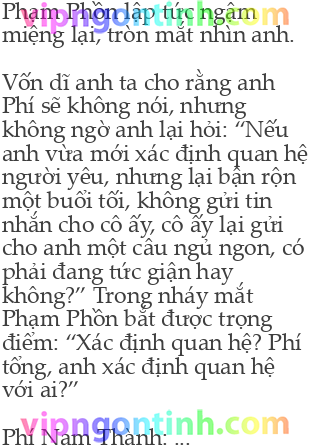 vipngontinh.com
Phạm Phồn lập tức ngậm
miệng lại, tròn mắt nhìn anh.
Vốn dĩ anh ta cho rằng anh
Phí sẽ không nói, nhưng
không ngờ anh lại hỏi: “Nếu
anh vừa mới xác định quan hệ
người yêu, nhưng lại bận rộn
một buổi tối, không gửi tin
nhắn cho cô ấy, cô ấy lại gửi
cho anh một câu ngủ ngon, có
phải đang tức giận hay
không?” Trong nháy mắt
Phạm Phồn bắt được trọng
điểm: “Xác định quan hệ? Phí
tổng, anh xác định quan hệ
với ai?”
vipngontinh.com
Phí Nam Thành: ...